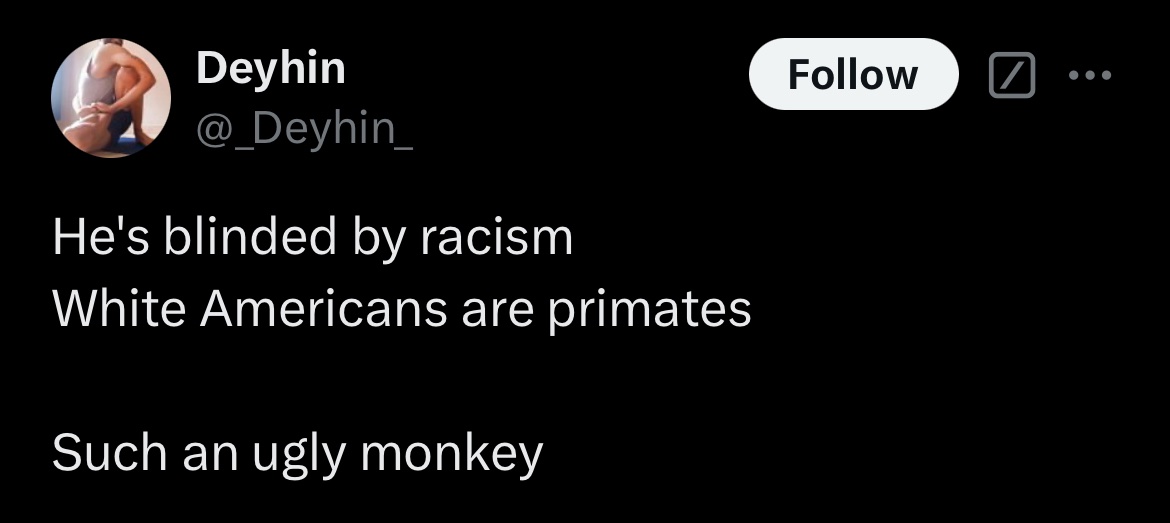 Deyhin
@_Deyhin_
Follow
He's blinded by racism
White Americans are primates
Such an ugly monkey